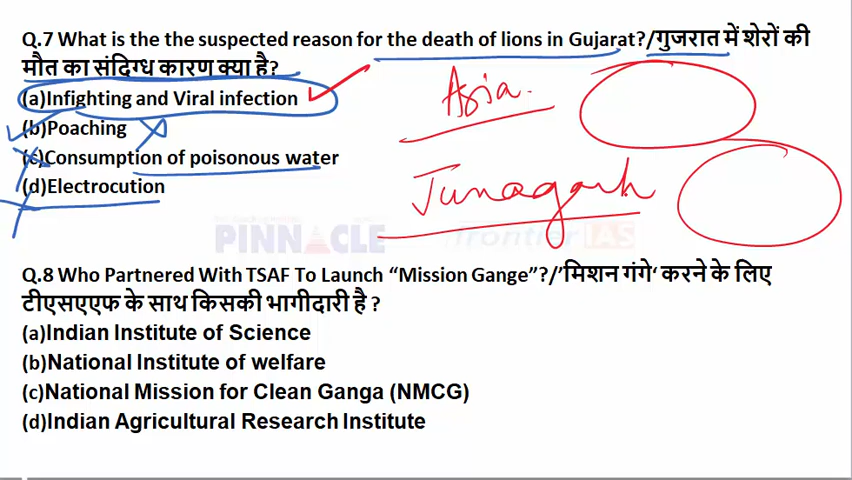 Q.7 What is the the suspected reason for the death of lions in Gujarat?/गुजरात में शेरों की
मौत का संदिग्ध कारण क्या है?
(a)Infighting and Viral infection
Asia.
(b)Poaching
(c)Consumption of poisonous water
(d)Electrocution
Junagarh
PINNACLE frontier IAS
Q.8 Who Partnered With TSAF To Launch “Mission Gange”?/’मिशन गंगे‘ करने के लिए
टीएसएएफ के साथ किसकी भागीदारी है ?
(a)Indian Institute of Science
(b)National Institute of welfare
(c)National Mission for Clean Ganga (NMCG)
(d)Indian Agricultural Research Institute